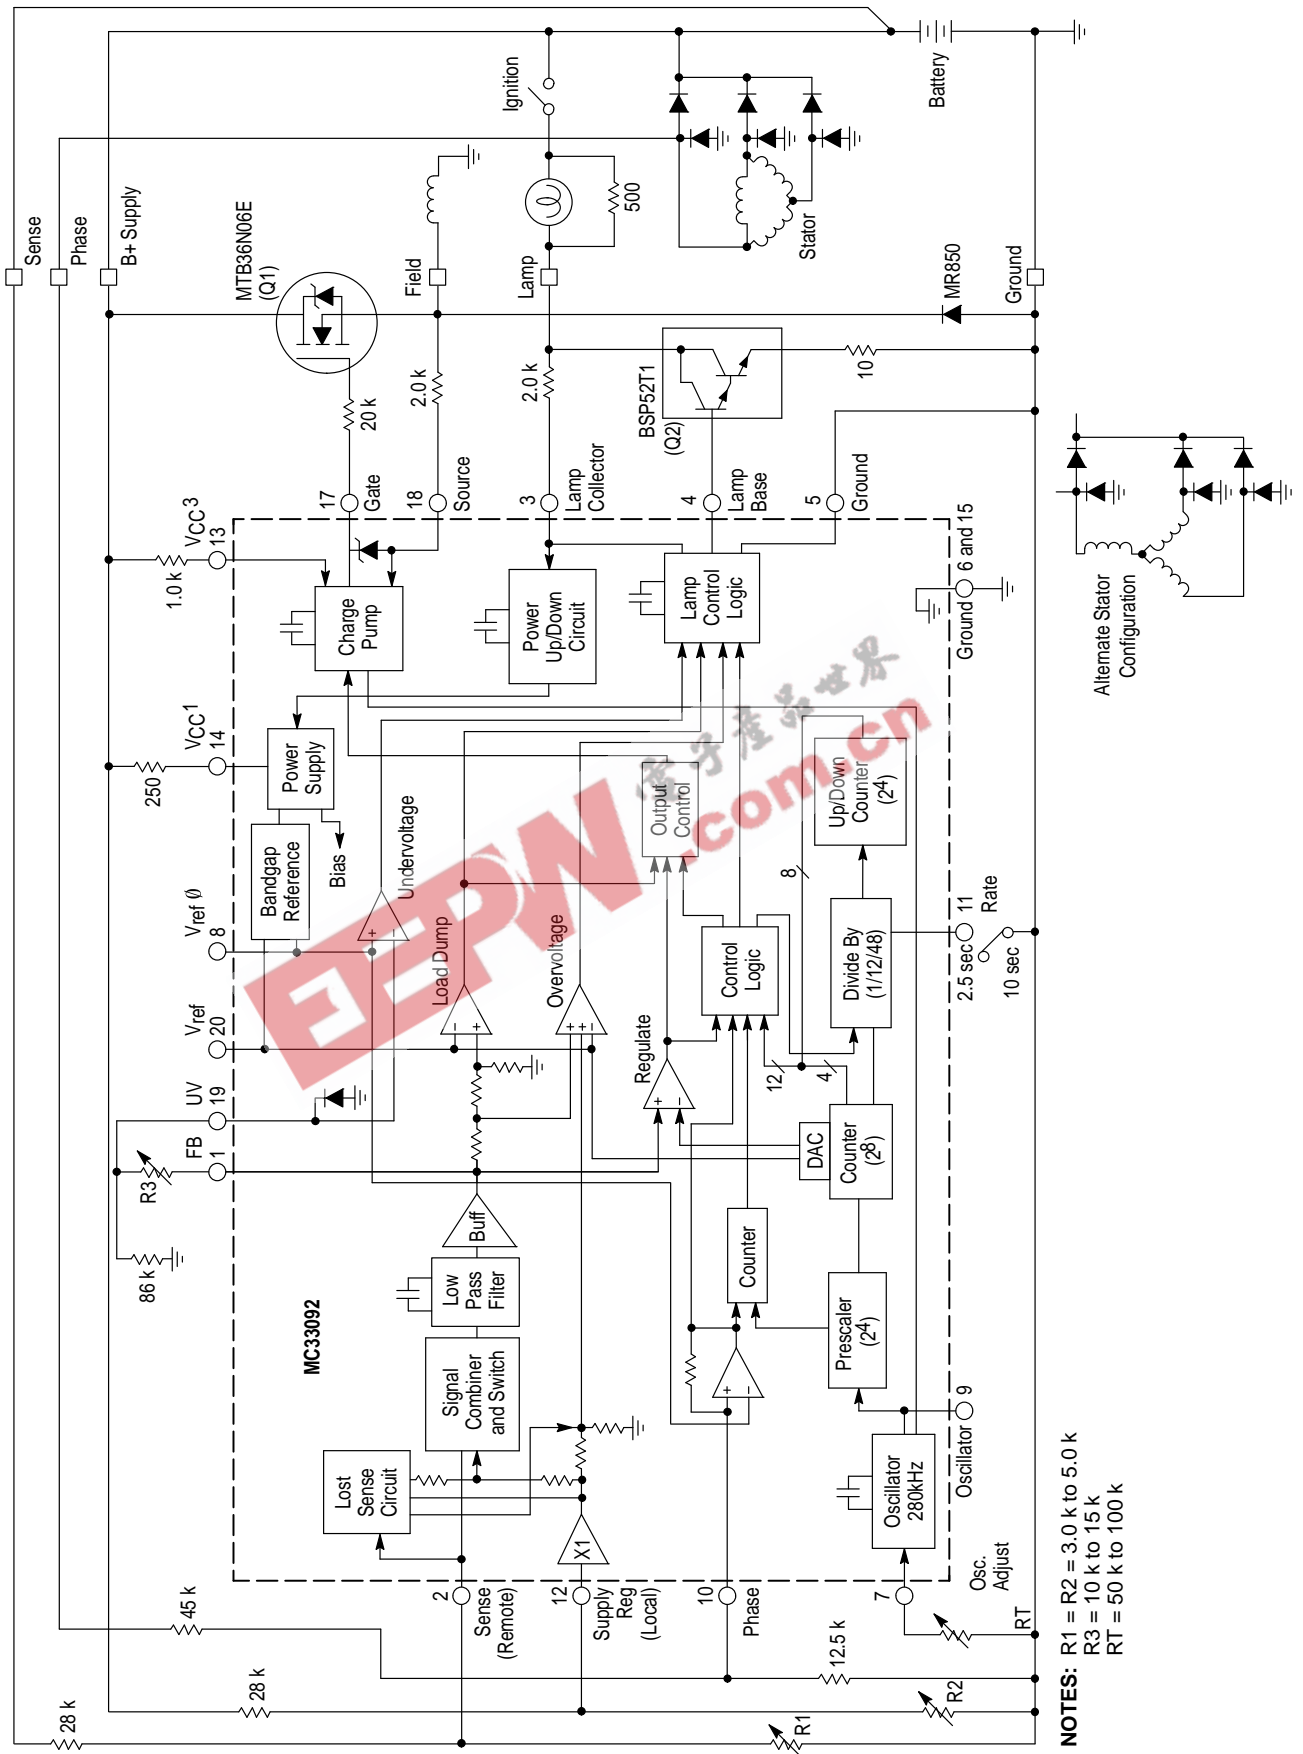 Sense
Phase
B+ Supply
MTB36N06E
(Q1)
Field
Ignition
Lamp
500
Stator
Battery
MR850
Ground
20 k
2.0 k
2.0 k
BSP52T1
(Q2)
10
1.0 k
VCC3
13
17
Gate
18
Source
3
Lamp
Collector
4
Lamp
Base
5
Ground
250
VCC1
14
Power
Supply
Charge
Pump
Power
Up/Down
Circuit
Lamp
Control
Logic
Ground
6 and 15
Alternate Stator
Configuration
Vref Ø
8
Bandgap
Reference
Bias
Undervoltage
+
–
Load Dump
–
+
Overvoltage
+
+
–
Output
Control
Up/Down
Counter
(24)
8
Vref
20
Regulate
+
–
Control
Logic
Divide By
(1/12/48)
2.5 sec
11
Rate
10 sec
UV
19
FB
1
R3
86 k
12
4
DAC
Counter
(28)
MC33092
Buff
Low
Pass
Filter
Signal
Combiner
and Switch
Lost
Sense
Circuit
X1
Counter
Prescaler
(24)
+
–
Oscillator
280kHz
Oscillator
9
45 k
28 k
28 k
2
Sense
(Remote)
12
Supply
Reg
(Local)
10
Phase
7
Osc.
Adjust
12.5 k
R1
R2
RT
NOTES: R1 = R2 = 3.0 k to 5.0 k
R3 = 10 k to 15 k
RT = 50 k to 100 k
EEPW
電子産品世界
.com.cn